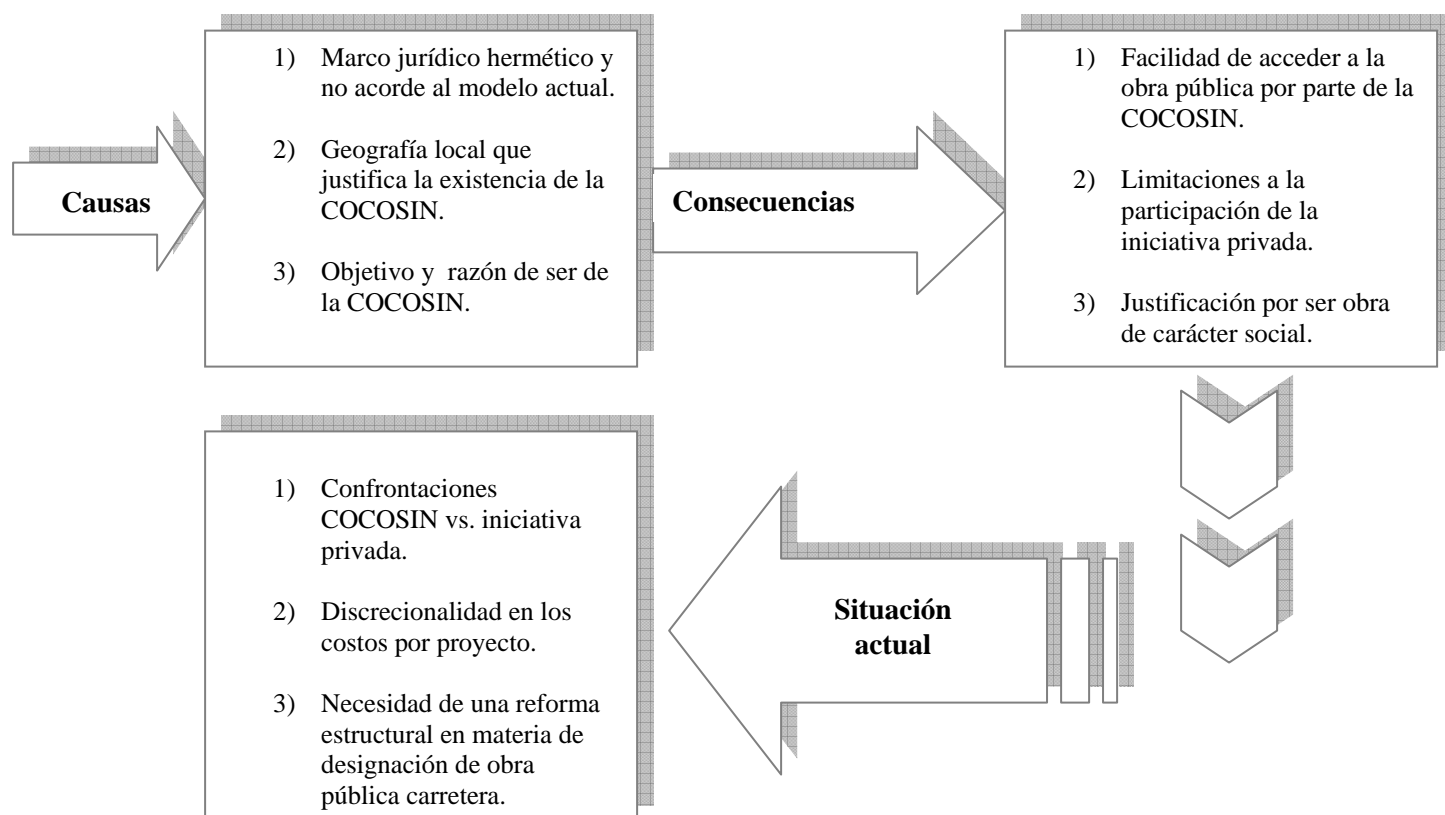 Causas
1) Marco jurídico hermético y
no acorde al modelo actual.
2) Geografía local que
justifica la existencia de la
COCOSIN.
3) Objetivo y razón de ser de
la COCOSIN.
Consecuencias
1) Facilidad de acceder a la
obra pública por parte de la
COCOSIN.
2) Limitaciones a la
participación de la
iniciativa privada.
3) Justificación por ser obra
de carácter social.
Situación
actual
1) Confrontaciones
COCOSIN vs. iniciativa
privada.
2) Discrecionalidad en los
costos por proyecto.
3) Necesidad de una reforma
estructural en materia de
designación de obra
pública carretera.